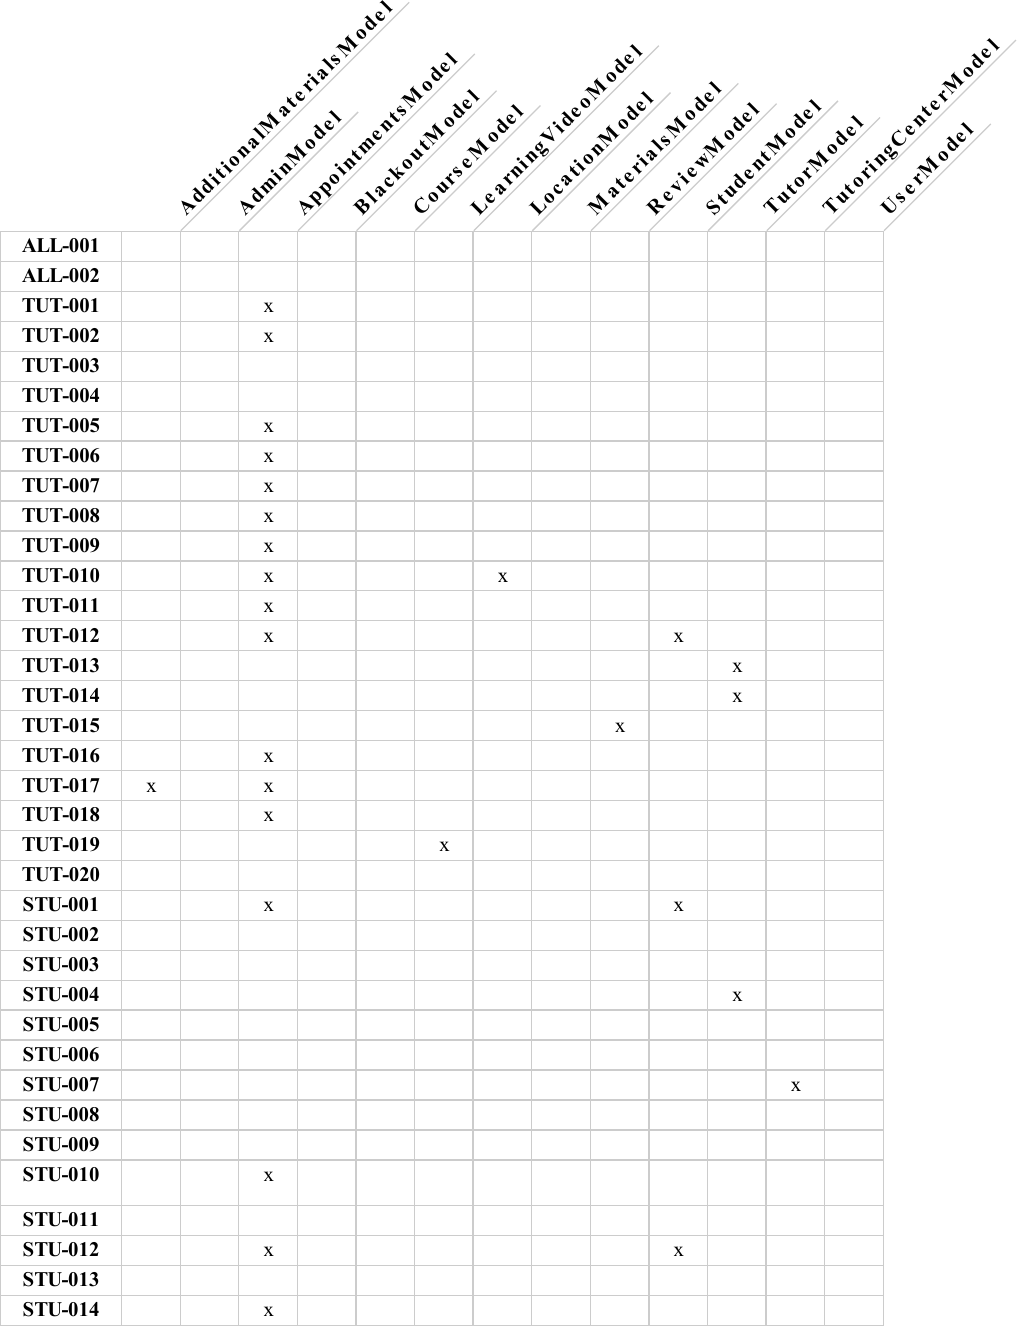 AdditionalMaterialsModel
AdminModel
AppointmentsModel
BlackoutModel
CourseModel
LearningVideoModel
LocationModel
MaterialsModel
ReviewModel
StudentModel
TutorModel
TutoringCenterModel
UserModel
ALL-001
ALL-002
TUT-001 x
TUT-002 x
TUT-003
TUT-004
TUT-005 x
TUT-006 x
TUT-007 x
TUT-008 x
TUT-009 x
TUT-010 x x
TUT-011 x
TUT-012 x x
TUT-013 x
TUT-014 x
TUT-015 x
TUT-016 x
TUT-017 x x
TUT-018 x
TUT-019 x
TUT-020
STU-001 x x
STU-002
STU-003
STU-004 x
STU-005
STU-006
STU-007 x
STU-008
STU-009
STU-010 x
STU-011
STU-012 x x
STU-013
STU-014 x